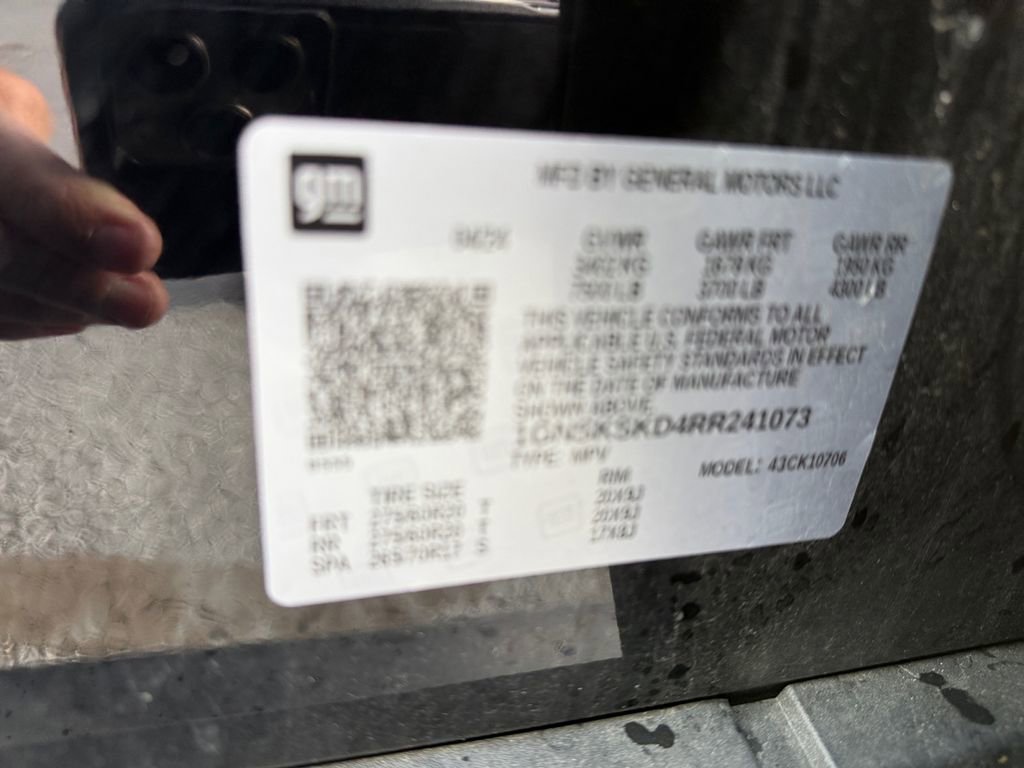 gm
MFD BY GENERAL MOTORS LLC
GVWR GAWR FRT GAWR RR
KG 1678 KG 1950 KG
LB 3700 LB 4300 LB
THIS VEHICLE CONFORMS TO ALL
APPLICABLE U.S. FEDERAL MOTOR
VEHICLE SAFETY STANDARDS IN EFFECT
ON THE DATE OF MANUFACTURE
SHOWN ABOVE
1GNSKSKD4RR241073
TYPE: MPV MODEL: 43CK10706
TIRE SIZE RIM
FRT 275/60R20 T 20X9J
RR 275/60R20 T 20X9J
SPA 265/70R17 S 17X8J